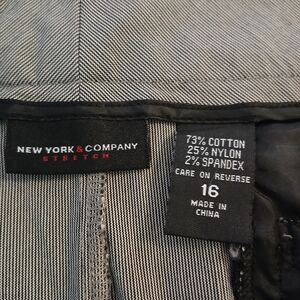 NEW YORK & COMPANY
STRETCH
73% COTTON
25% NYLON
2% SPANDEX
CARE ON REVERSE
16
MADE IN
CHINA